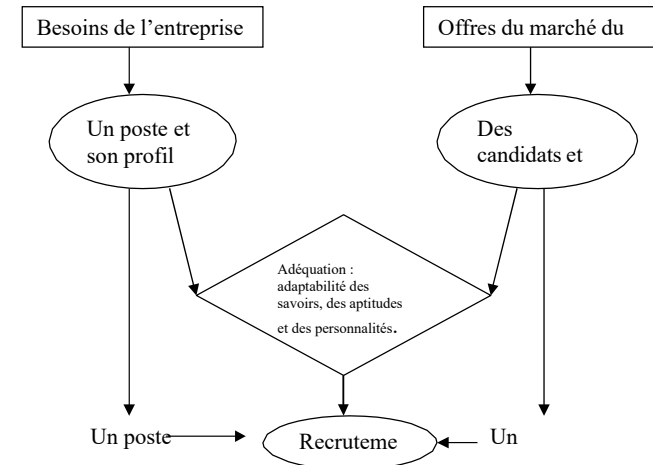 Besoins de l’entreprise
Offres du marché du
Un poste et
son profil
Des
candidats et
Adéquation :
adaptabilité des
savoirs, des aptitudes
et des personnalités.
Un poste
Recruteme
Un